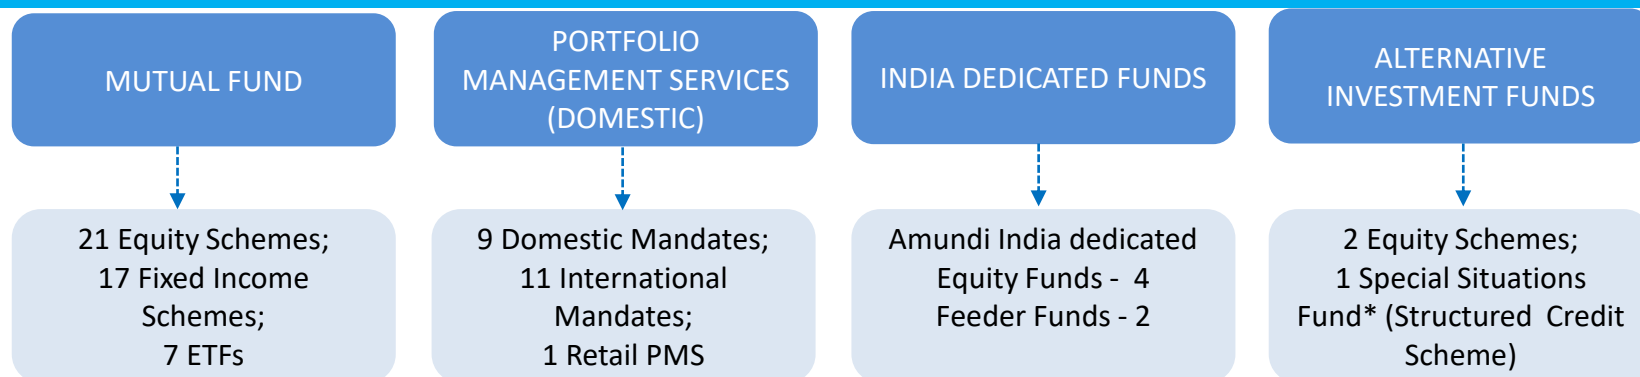 MUTUAL FUND
PORTFOLIO
MANAGEMENT SERVICES
(DOMESTIC)
INDIA DEDICATED FUNDS
ALTERNATIVE
INVESTMENT FUNDS
21 Equity Schemes;
17 Fixed Income
Schemes;
7 ETFs
9 Domestic Mandates;
11 International
Mandates;
1 Retail PMS
Amundi India dedicated
Equity Funds - 4
Feeder Funds - 2
2 Equity Schemes;
1 Special Situations
Fund* (Structured Credit
Scheme)